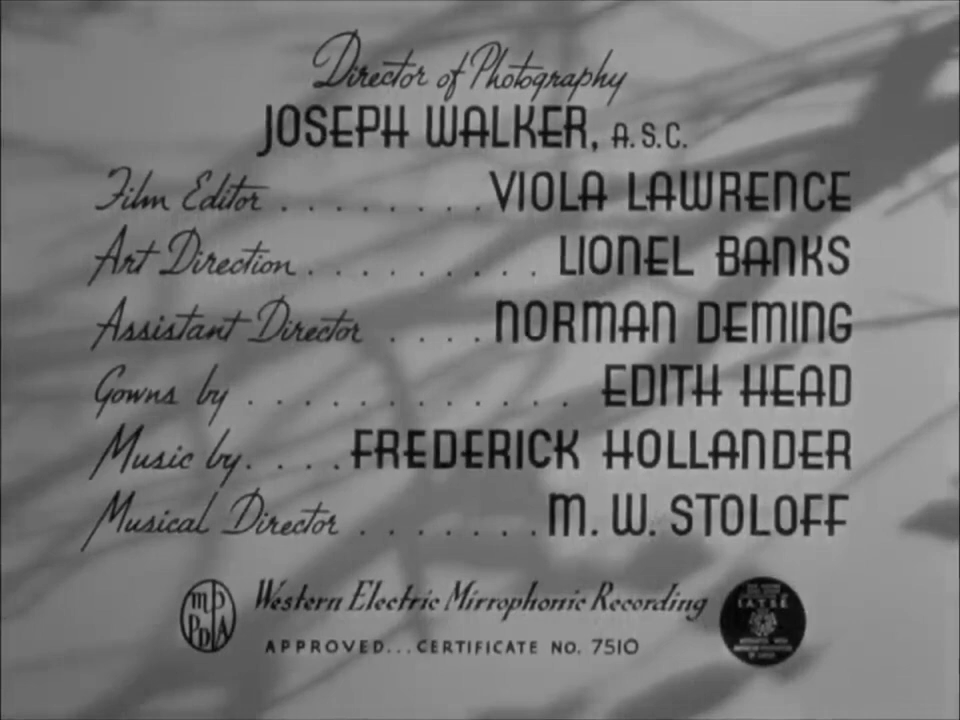 Director of Photography
JOSEPH WALKER, A.S.C.
Film Editor . . . . . . . . . VIOLA LAWRENCE
Art Direction . . . . . . . . . . LIONEL BANKS
Assistant Director . . . . NORMAN DEMING
Gowns by . . . . . . . . . . . . . EDITH HEAD
Music by . . . . FREDERICK HOLLANDER
Musical Director . . . . . . . M. W. STOLOFF
MPPDA
Western Electric Mirrophonic Recording
APPROVED...CERTIFICATE NO. 7510
I.A.T.S.E